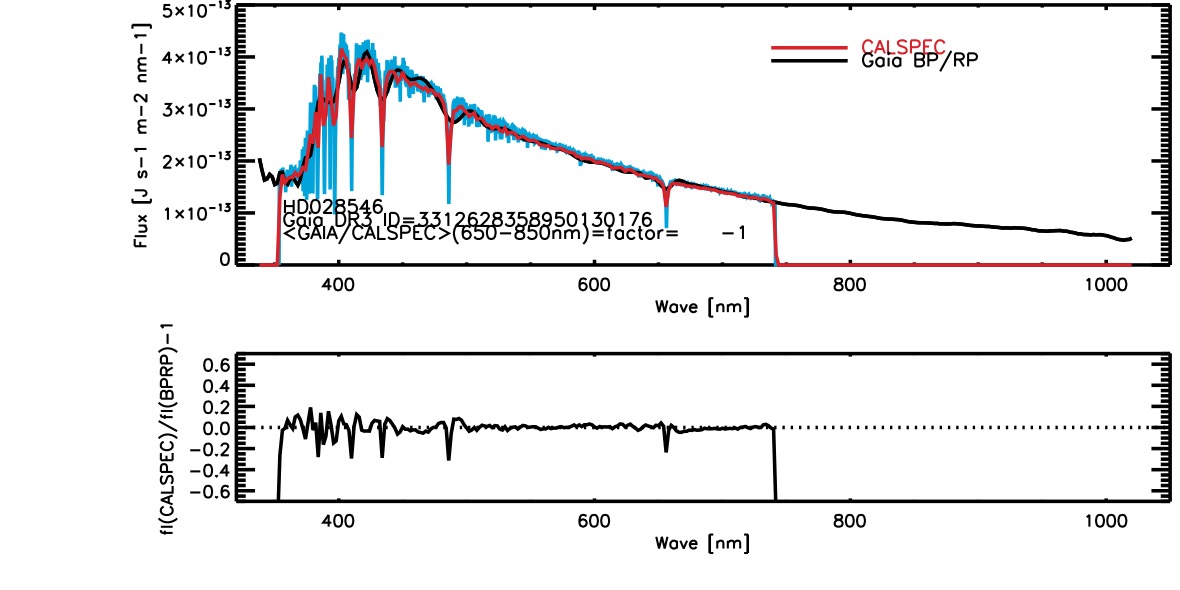 5×10−13
4×10−13
3×10−13
2×10−13
1×10−13
0
Flux [J s−1 m−2 nm−1]
CALSPEC
Gaia BP/RP
HD028546
Gaia DR3 ID=3312628358950130176
<GAIA/CALSPEC>(650−850nm)=factor= −1
400 600 800 1000
Wave [nm]
0.6
0.4
0.2
0.0
−0.2
−0.4
−0.6
fl(CALSPEC)/fl(BPRP)−1
400 600 800 1000
Wave [nm]